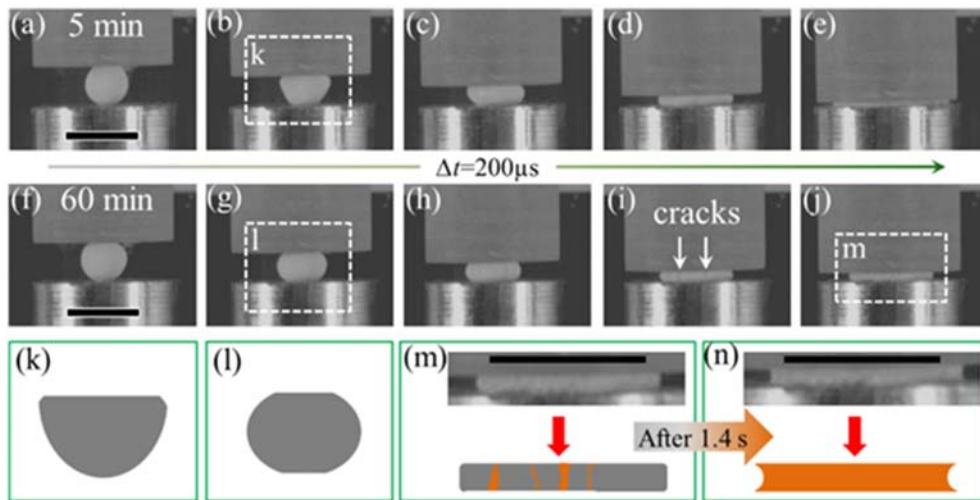 (a) 5 min (b) (c) (d) (e)
k
Δt=200μs
(f) 60 min (g) (h) (i) (j)
cracks
l
m
(k) (l) (m) (n)
After 1.4 s